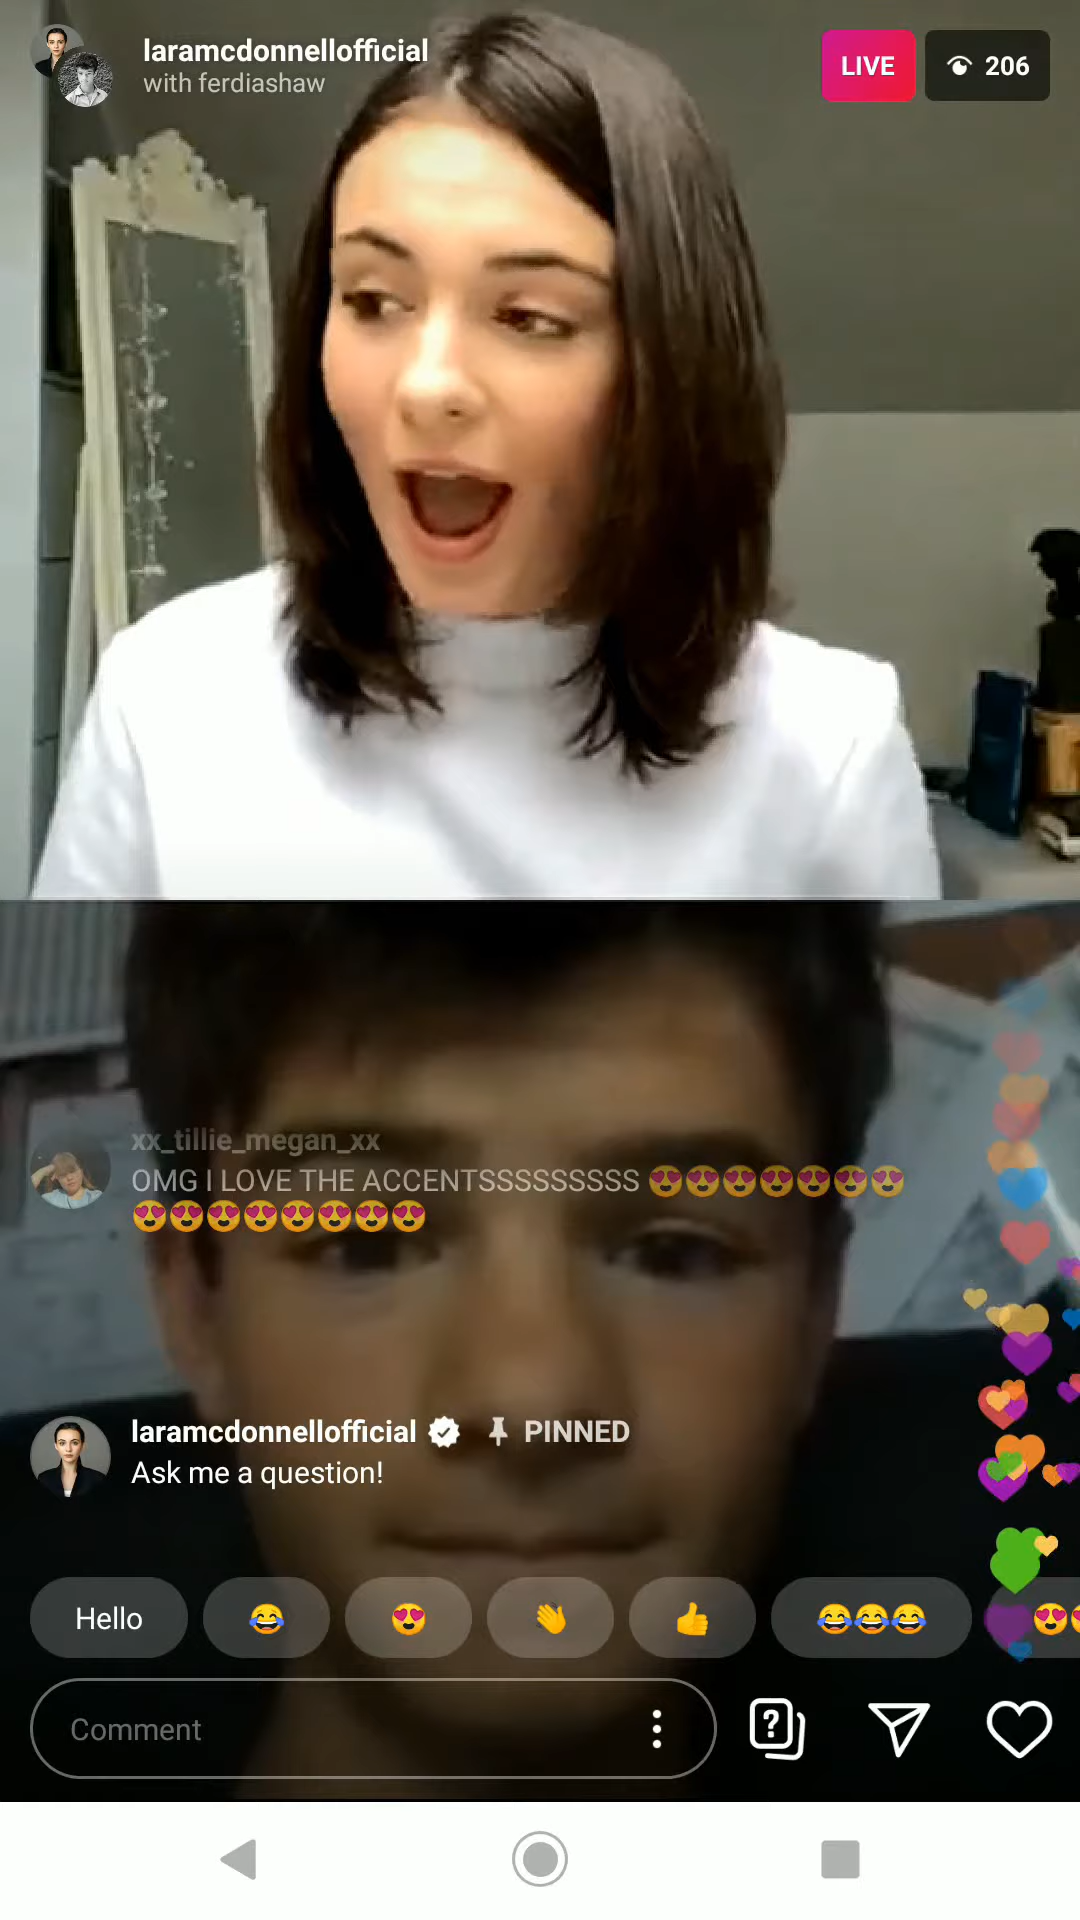 laramcdonnellofficial
with ferdiashaw
LIVE
206
xx_tillie_megan_xx
OMG I LOVE THE ACCENTSSSSSSSSS 😍😍😍😍😍😍😍
😍😍😍😍😍😍😍😍
laramcdonnellofficial PINNED
Ask me a question!
Hello 😂 😍 👋 👍 😂😂😂 😍
Comment